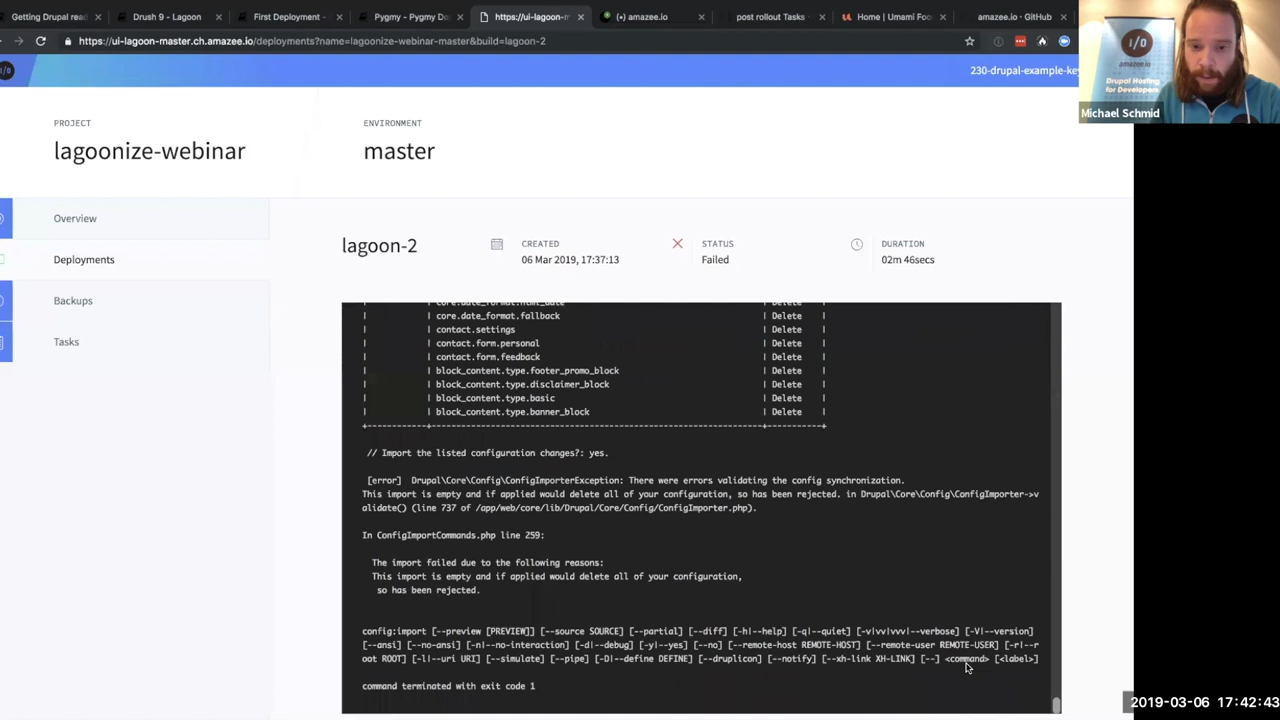 Getting Drupal read
Drush 9 - Lagoon
First Deployment -
Pygmy - Pygmy Do
https://ui-lagoon-m
(+) amazee.io
post rollout Tasks
Home | Umami Foo
amazee.io · GitHub
https://ui-lagoon-master.ch.amazee.io/deployments?name=lagoonize-webinar-master&build=lagoon-2
230-drupal-example-key
I/O
amazee.io
Drupal Hosting
for Developers.
Michael Schmid
PROJECT
lagoonize-webinar
ENVIRONMENT
master
Overview
Deployments
Backups
Tasks
lagoon-2
CREATED
06 Mar 2019, 17:37:13
STATUS
Failed
DURATION
02m 46secs
| | core.date_format.html_date | Delete |
| | core.date_format.fallback | Delete |
| | contact.settings | Delete |
| | contact.form.personal | Delete |
| | contact.form.feedback | Delete |
| | block_content.type.footer_promo_block | Delete |
| | block_content.type.disclaimer_block | Delete |
| | block_content.type.basic | Delete |
| | block_content.type.banner_block | Delete |
// Import the listed configuration changes?: yes.
[error] Drupal\Core\Config\ConfigImporterException: There were errors validating the config synchronization.
This import is empty and if applied would delete all of your configuration, so has been rejected. in Drupal\Core\Config\ConfigImporter->v
alidate() (line 737 of /app/web/core/lib/Drupal/Core/Config/ConfigImporter.php).
In ConfigImportCommands.php line 259:
The import failed due to the following reasons:
This import is empty and if applied would delete all of your configuration,
so has been rejected.
config:import [--preview [PREVIEW]] [--source SOURCE] [--partial] [--diff] [-h|--help] [-q|--quiet] [-v|vv|vvv|--verbose] [-V|--version]
[--ansi] [--no-ansi] [-n|--no-interaction] [-d|--debug] [-y|--yes] [--no] [--remote-host REMOTE-HOST] [--remote-user REMOTE-USER] [-r|--r
oot ROOT] [-l|--uri URI] [--simulate] [--pipe] [-D|--define DEFINE] [--druplicon] [--notify] [--xh-link XH-LINK] [--] <command> [<label>]
command terminated with exit code 1
2019-03-06 17:42:43